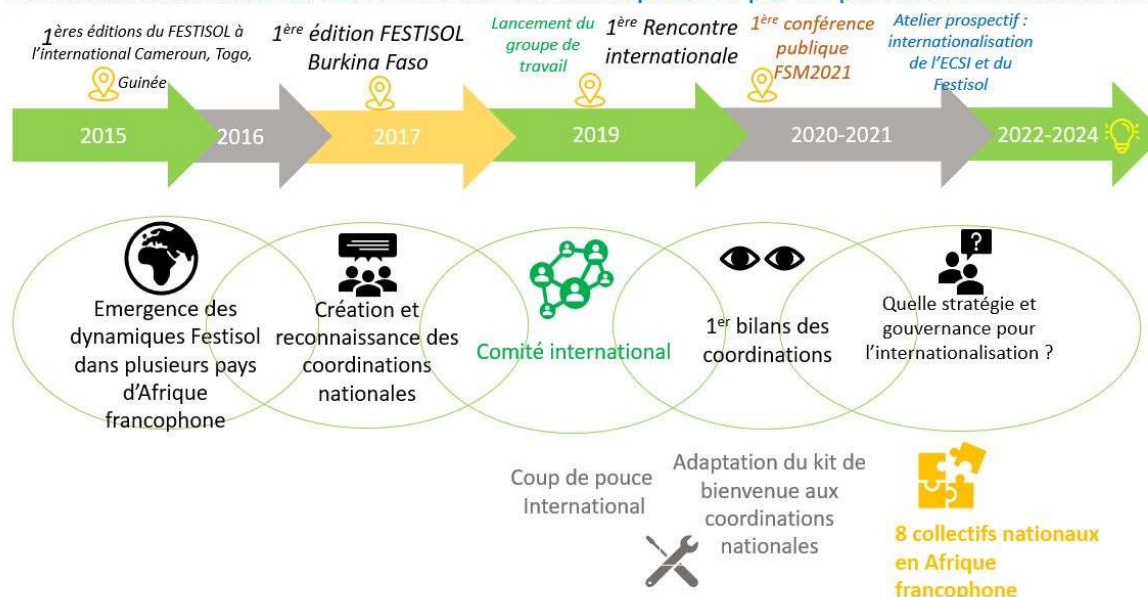 1ères éditions du FESTISOL à
l'international Cameroun, Togo,
Guinée
1ère édition FESTISOL
Burkina Faso
Lancement du
groupe de
travail
1ère Rencontre
internationale
1ère conférence
publique
FSM2021
Atelier prospectif :
internationalisation
de l'ECSI et du
Festisol
2015
2016
2017
2019
2020-2021
2022-2024
Emergence des
dynamiques Festisol
dans plusieurs pays
d'Afrique
francophone
Création et
reconnaissance des
coordinations
nationales
Comité international
1er bilans des
coordinations
Quelle stratégie et
gouvernance pour
l'internationalisation ?
?
Coup de pouce
International
Adaptation du kit de
bienvenue aux
coordinations
nationales
8 collectifs nationaux
en Afrique
francophone